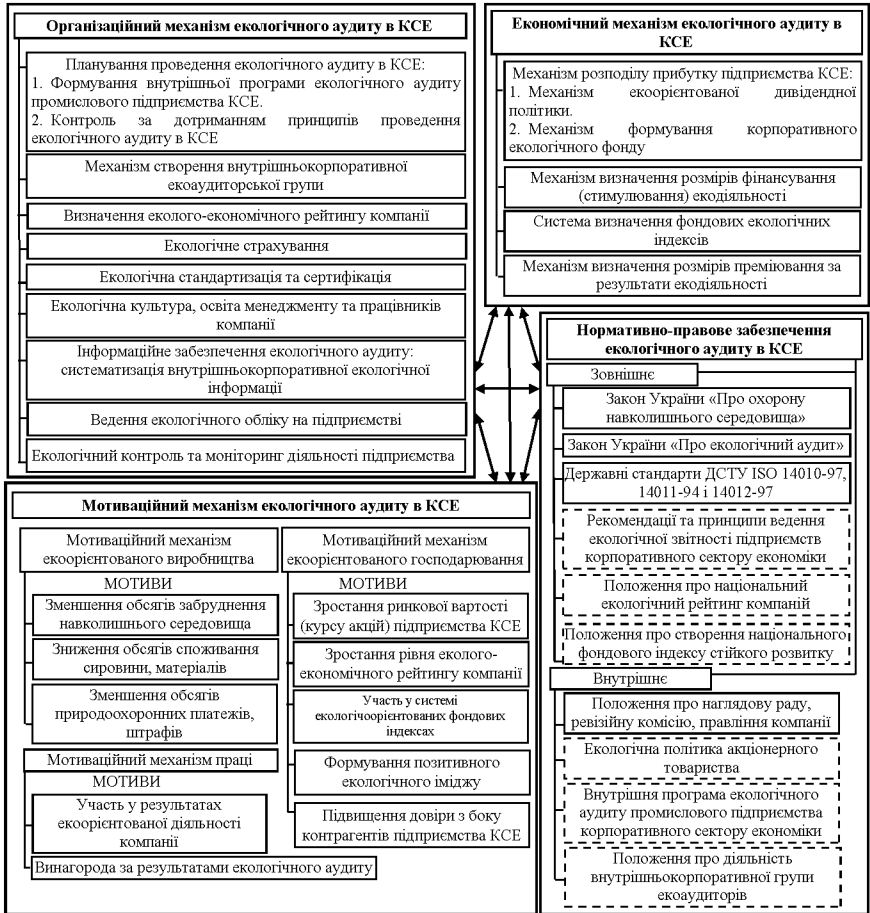 Організаційний механізм екологічного аудиту в КСЕ
Планування проведення екологічного аудиту в КСЕ:
1. Формування внутрішньої програми екологічного аудиту
промислового підприємства КСЕ.
2. Контроль за дотриманням принципів проведення
екологічного аудиту в КСЕ
Механізм створення внутрішньокорпоративної
екоаудиторської групи
Визначення еколого-економічного рейтингу компанії
Екологічне страхування
Екологічна стандартизація та сертифікація
Екологічна культура, освіта менеджменту та працівників
компанії
Інформаційне забезпечення екологічного аудиту:
систематизація внутрішньокорпоративної екологічної
інформації
Ведення екологічного обліку на підприємстві
Екологічний контроль та моніторинг діяльності підприємства
Економічний механізм екологічного аудиту в
КСЕ
Механізм розподілу прибутку підприємства КСЕ:
1. Механізм екоорієнтованої дивідендної
політики.
2. Механізм формування корпоративного
екологічного фонду
Механізм визначення розмірів фінансування
(стимулювання) екодіяльності
Система визначення фондових екологічних
індексів
Механізм визначення розмірів преміювання за
результати екодіяльності
Нормативно-правове забезпечення
екологічного аудиту в КСЕ
Зовнішнє
Закон України «Про охорону
навколишнього середовища»
Закон України «Про екологічний аудит»
Державні стандарти ДСТУ ISO 14010-97,
14011-94 і 14012-97
Рекомендації та принципи ведення
екологічної звітності підприємств
корпоративного сектору економіки
Положення про національний
екологічний рейтинг компаній
Положення про створення національного
фондового індексу стійкого розвитку
Внутрішнє
Положення про наглядову раду,
ревізійну комісію, правління компанії
Екологічна політика акціонерного
товариства
Внутрішня програма екологічного
аудиту промислового підприємства
корпоративного сектору економіки
Положення про діяльність
внутрішньокорпоративної групи
екоаудиторів
Мотиваційний механізм екологічного аудиту в КСЕ
Мотиваційний механізм
екоорієнтованого виробництва
МОТИВИ
Зменшення обсягів забруднення
навколишнього середовища
Зниження обсягів споживання
сировини, матеріалів
Зменшення обсягів
природоохоронних платежів,
штрафів
Мотиваційний механізм праці
МОТИВИ
Участь у результатах
екоорієнтованої діяльності
компанії
Винагорода за результатами екологічного аудиту
Мотиваційний механізм
екоорієнтованого господарювання
МОТИВИ
Зростання ринкової вартості
(курсу акцій) підприємства КСЕ
Зростання рівня еколого-
економічного рейтингу компанії
Участь у системі
екологічоорієнтованих фондових
індексах
Формування позитивного
екологічного іміджу
Підвищення довіри з боку
контрагентів підприємства КСЕ